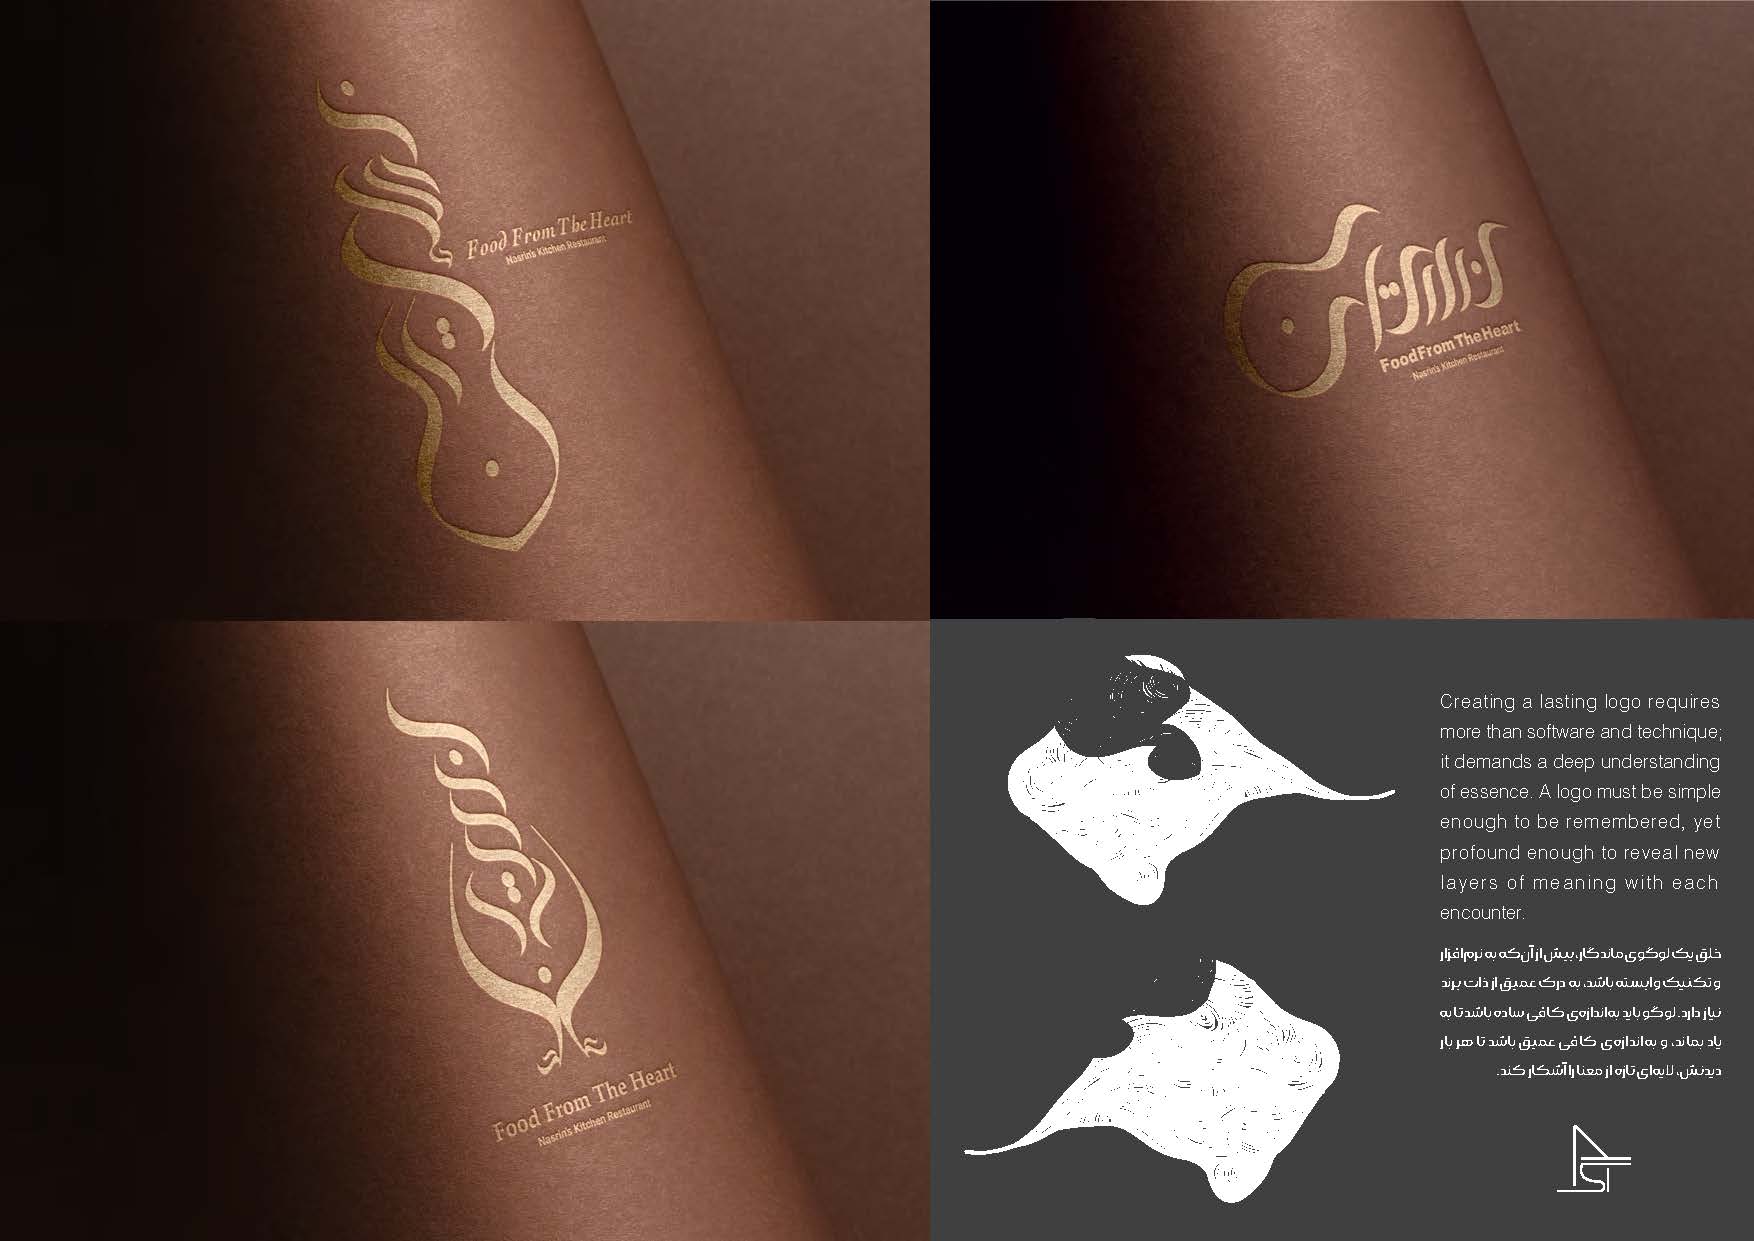 Food From The Heart
Nasrin's Kitchen Restaurant
Food From The Heart
Nasrin's Kitchen Restaurant
Food From The Heart
Nasrin's Kitchen Restaurant
Creating a lasting logo requires
more than software and technique;
it demands a deep understanding
of essence. A logo must be simple
enough to be remembered, yet
profound enough to reveal new
layers of meaning with each
encounter.
خلق یک لوگوی ماندگار، بیش از آن‌که به نرم‌افزار
و تکنیک وابسته باشد، به درک عمیق از ذات برند
نیاز دارد. لوگو باید به‌اندازه‌ی کافی ساده باشد تا به
یاد بماند، و به‌اندازه‌ی کافی عمیق باشد تا هر بار
دیدنش، لایه‌ای تازه از معنا را آشکار کند.